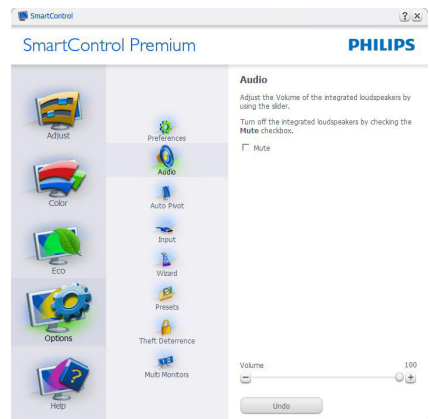 SmartControl
SmartControl Premium
PHILIPS
Adjust
Color
Eco
Options
Help
Preferences
Audio
Auto Pivot
Input
Wizard
Presets
Theft Deterrence
Multi Monitors
Audio
Adjust the Volume of the integrated loudspeakers by
using the slider.
Turn off the integrated loudspeakers by checking the
Mute checkbox.
Mute
Volume 100
Undo